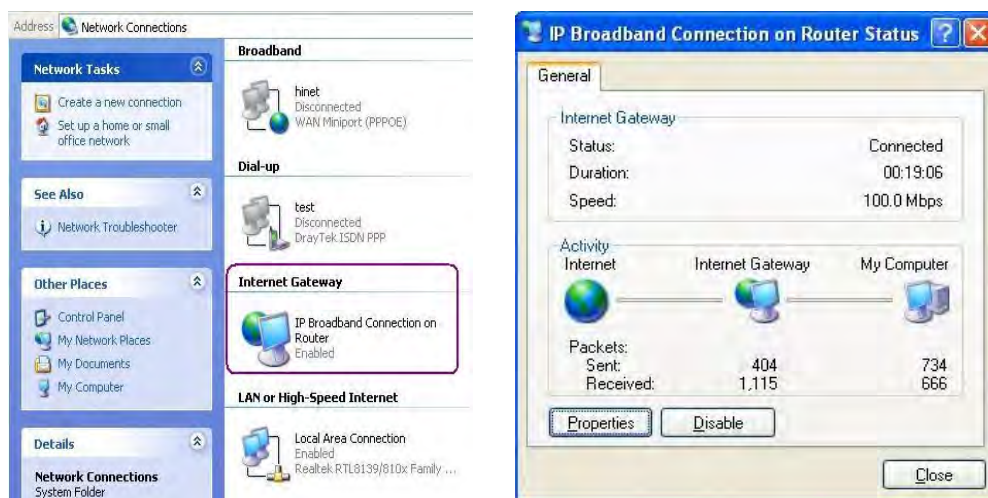 Address Network Connections
Network Tasks
Create a new connection
Set up a home or small
office network
See Also
Network Troubleshooter
Other Places
Control Panel
My Network Places
My Documents
My Computer
Details
Network Connections
System Folder
Broadband
hinet
Disconnected
WAN Miniport (PPPOE)
Dial-up
test
Disconnected
DrayTek ISDN PPP
Internet Gateway
IP Broadband Connection on
Router
Enabled
LAN or High-Speed Internet
Local Area Connection
Enabled
Realtek RTL8139/810x Family ...
IP Broadband Connection on Router Status
General
Internet Gateway
Status: Connected
Duration: 00:19:06
Speed: 100.0 Mbps
Activity
Internet Internet Gateway My Computer
Packets:
Sent: 404 734
Received: 1,115 666
Properties Disable
Close